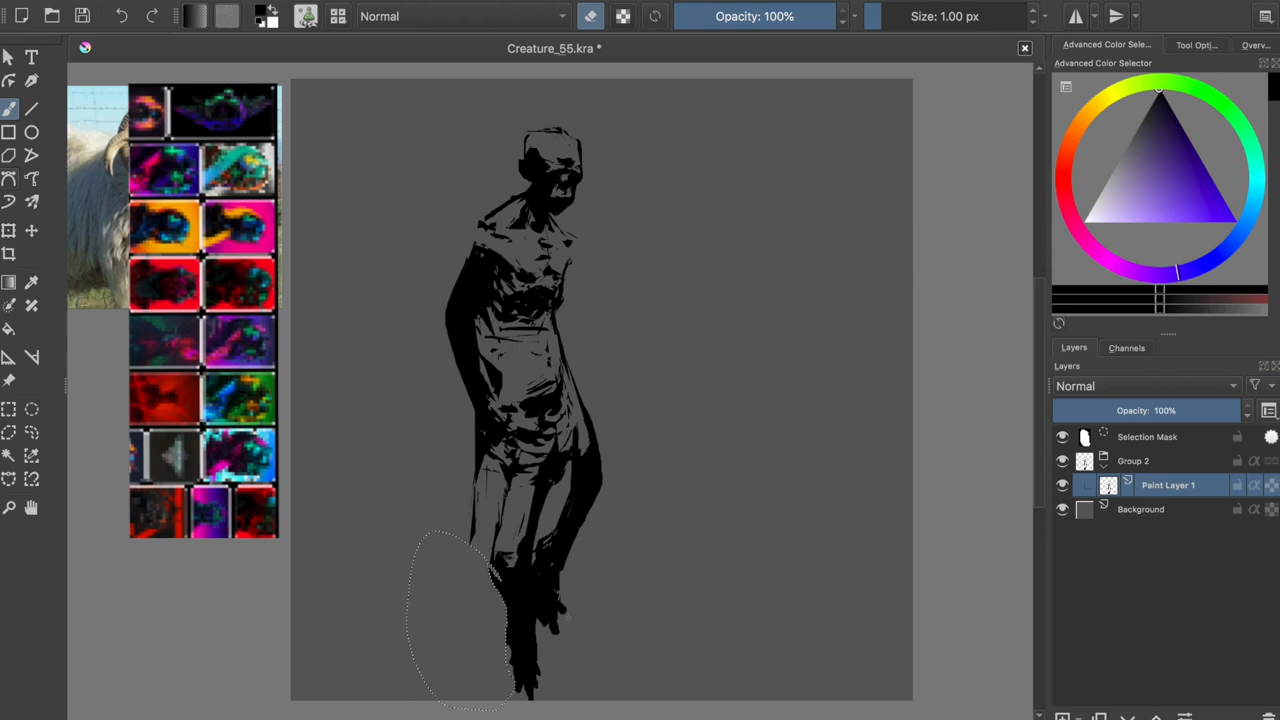 Normal
Opacity: 100%
Size: 1.00 px
Creature_55.kra *
Advanced Color Sele...
Tool Opti...
Overv...
Advanced Color Selector
Layers
Channels
Layers
Normal
Opacity: 100%
Selection Mask
Group 2
Paint Layer 1
Background